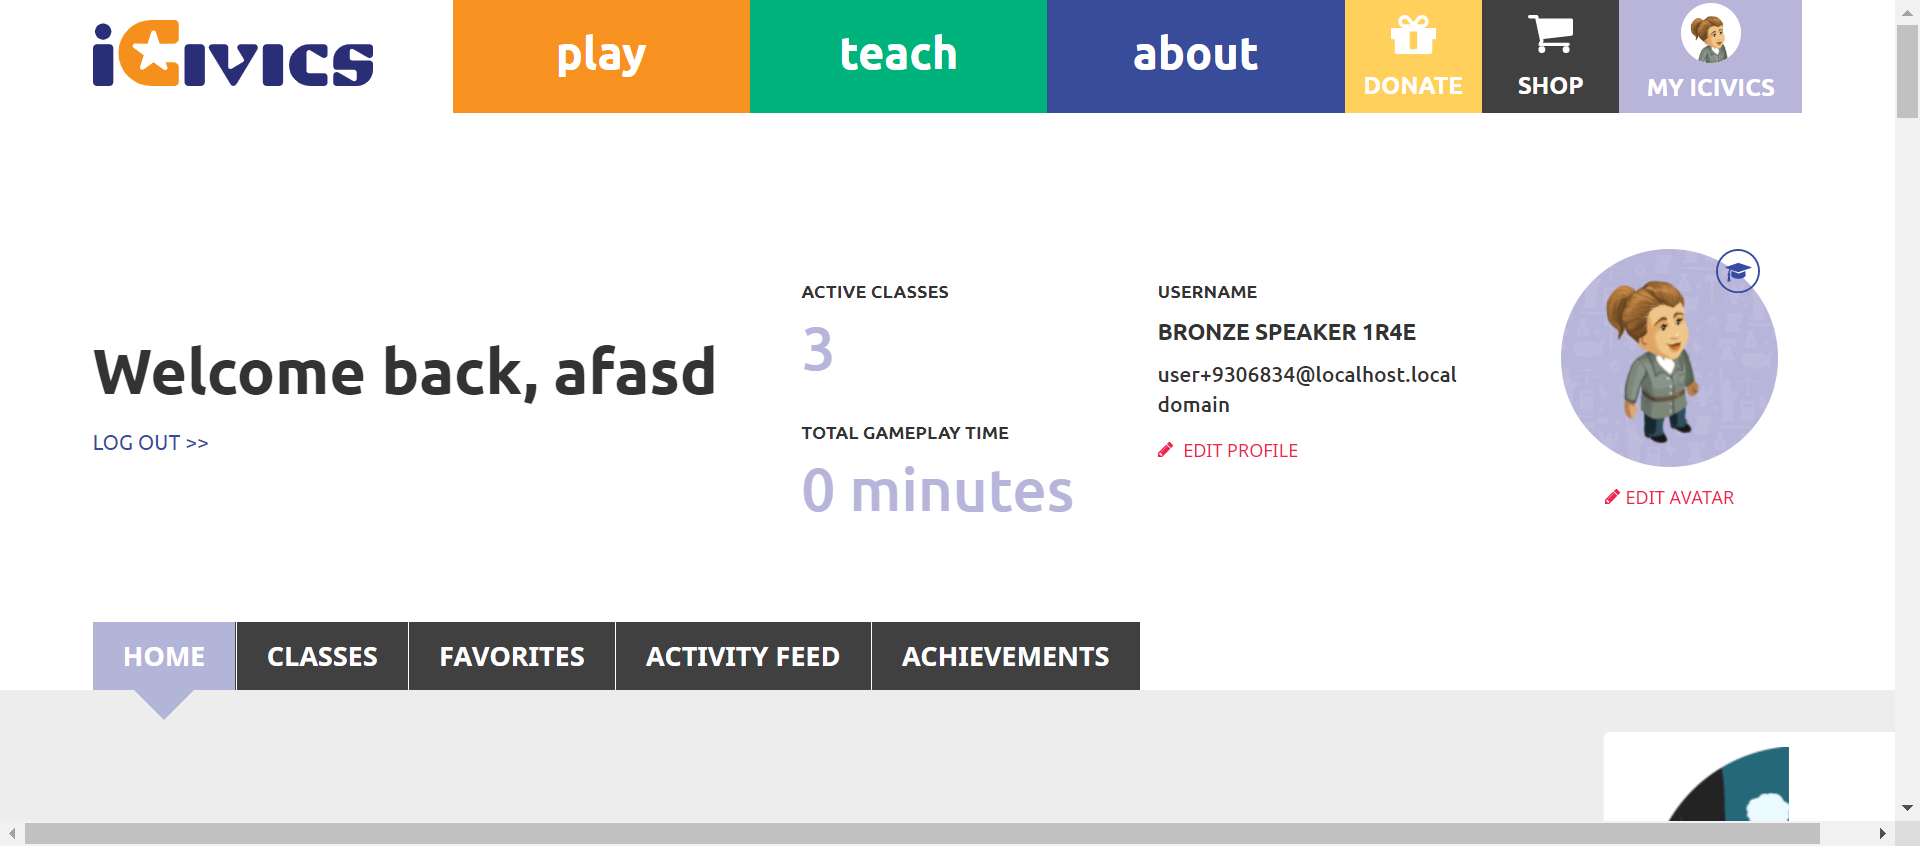 iCivics
play
teach
about
DONATE
SHOP
MY ICIVICS
Welcome back, afasd
LOG OUT >>
ACTIVE CLASSES
3
TOTAL GAMEPLAY TIME
0 minutes
USERNAME
BRONZE SPEAKER 1R4E
user+9306834@localhost.local
domain
EDIT PROFILE
EDIT AVATAR
HOME
CLASSES
FAVORITES
ACTIVITY FEED
ACHIEVEMENTS